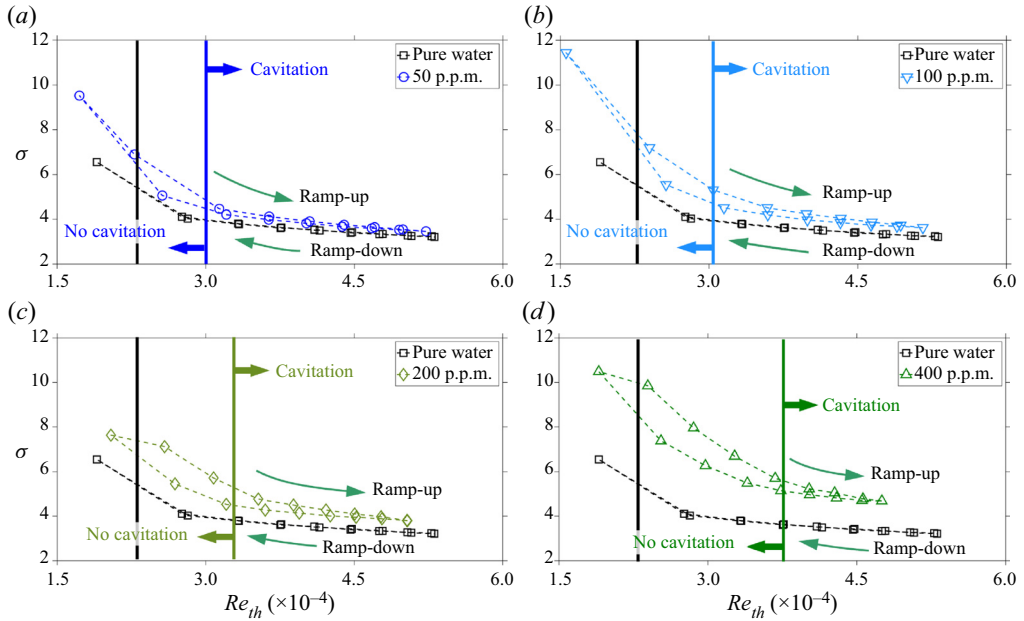 (a)
12
10
8
6
4
2
σ
Pure water
50 p.p.m.
Cavitation
Ramp-up
No cavitation
Ramp-down
1.5 3.0 4.5 6.0
(b)
12
10
8
6
4
2
Pure water
100 p.p.m.
Cavitation
Ramp-up
No cavitation
Ramp-down
1.5 3.0 4.5 6.0
(c)
12
10
8
6
4
2
σ
Pure water
200 p.p.m.
Cavitation
Ramp-up
No cavitation
Ramp-down
1.5 3.0 4.5 6.0
Re_th (×10⁻⁴)
(d)
12
10
8
6
4
2
Pure water
400 p.p.m.
Cavitation
Ramp-up
No cavitation
Ramp-down
1.5 3.0 4.5 6.0
Re_th (×10⁻⁴)